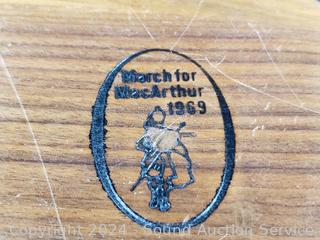 March for
MacArthur
1969
Copyright 2024 - Sound Auction Service